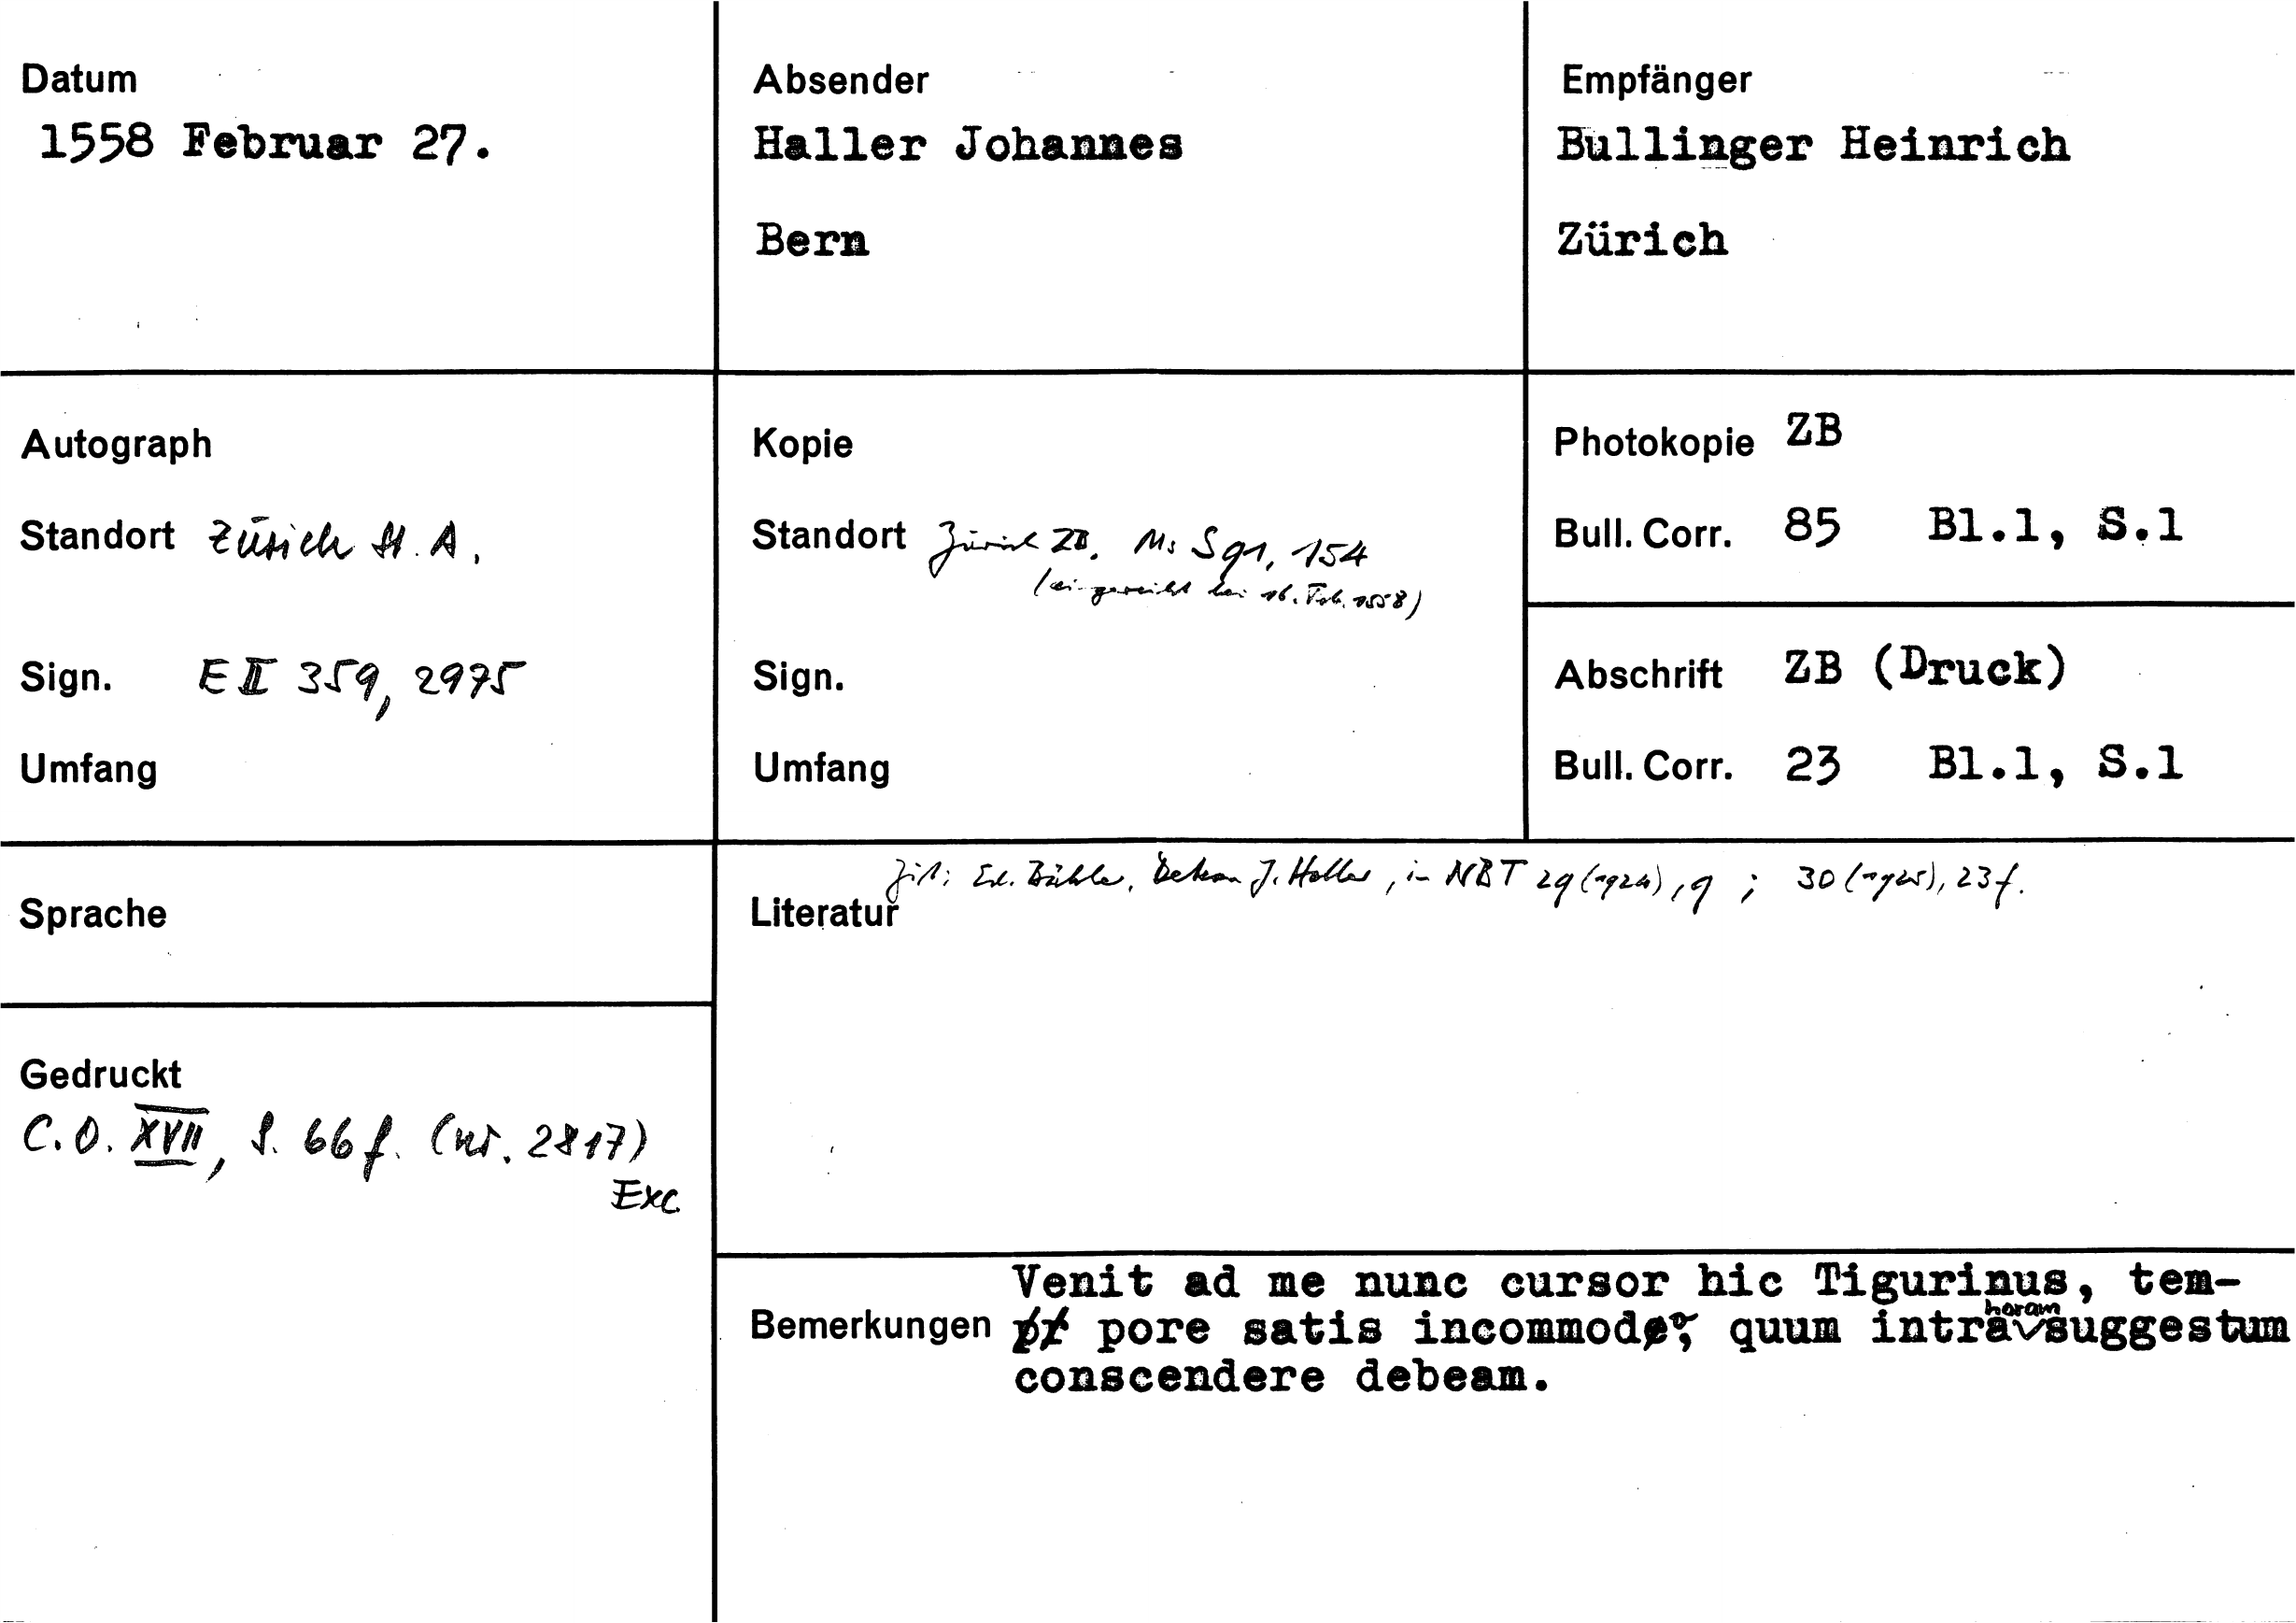 Datum
1558 Februar 27.
Absender
Haller Johannes
Bern
Empfänger
Bullinger Heinrich
Zürich
Autograph
Standort Zürich St. A.
Sign. E II 359, 2975
Umfang
Kopie
Standort Zürich ZB. Ms S 91, 154
(eingereiht bei 16. Feb. 1558)
Sign.
Umfang
Photokopie ZB
Bull. Corr. 85 Bl.1, S.1
Abschrift ZB (Druck)
Bull. Corr. 23 Bl.1, S.1
Sprache
Gedruckt
C.O. XVII, S. 66 f. (nr. 2817)
Exc.
Zit: Ed. Bähler, Dekan J. Haller, in NBT 29 (1924), 9 ; 30 (1925), 23 f.
Literatur
Venit ad me nunc cursor hic Tigurinus, tem-
Bemerkungen pore satis incommodo, quum intra horam suggestum
conscendere debeam.